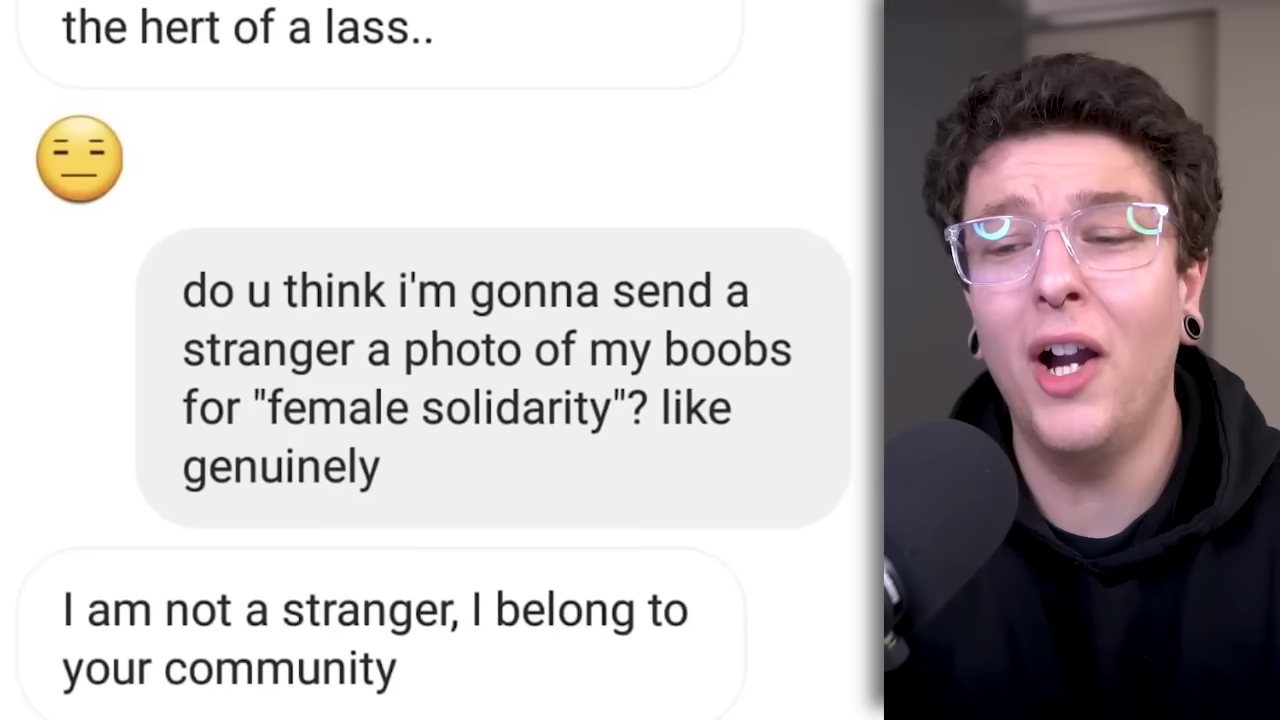 the hert of a lass..
do u think i'm gonna send a
stranger a photo of my boobs
for "female solidarity"? like
genuinely
I am not a stranger, I belong to
your community